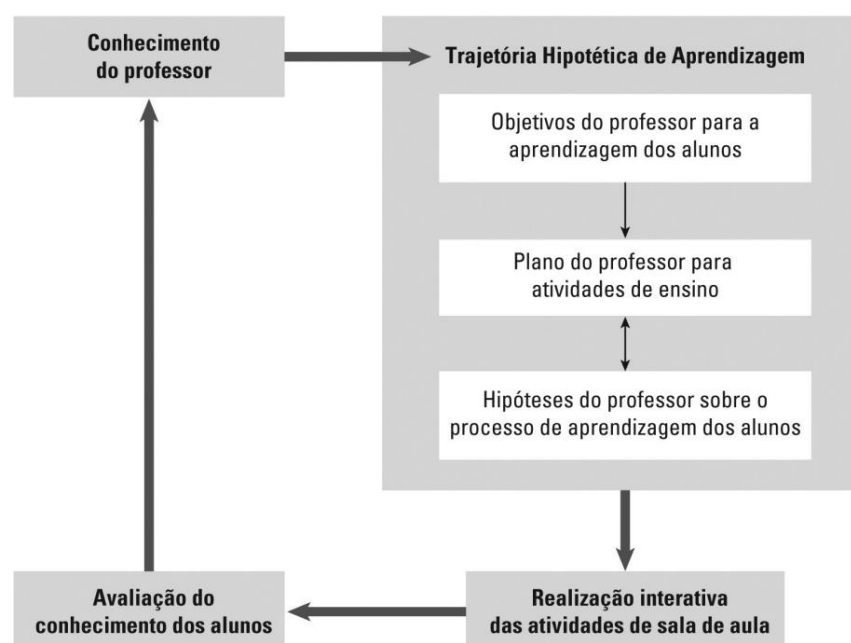 Conhecimento
do professor
Trajetória Hipotética de Aprendizagem
Objetivos do professor para a
aprendizagem dos alunos
Plano do professor para
atividades de ensino
Hipóteses do professor sobre o
processo de aprendizagem dos alunos
Avaliação do
conhecimento dos alunos
Realização interativa
das atividades de sala de aula